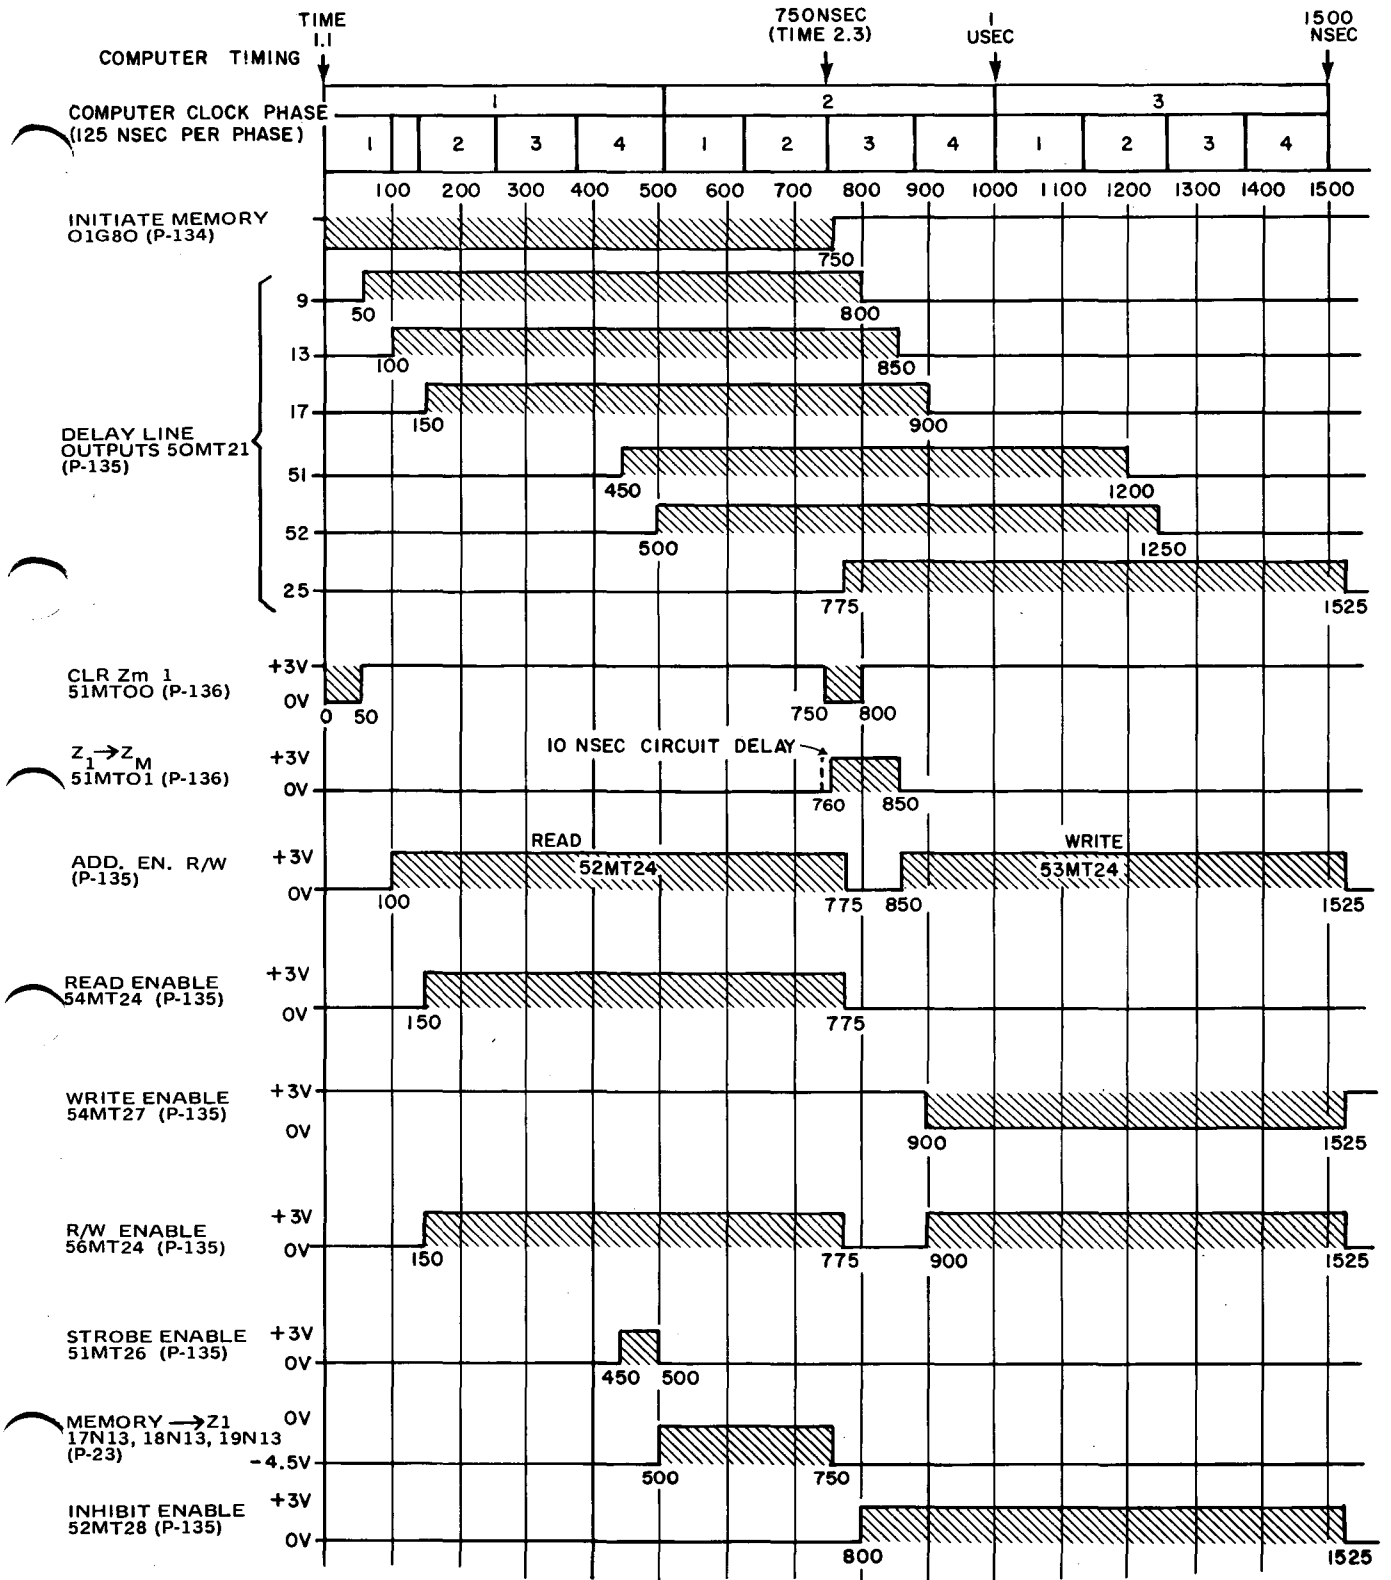 TIME
1.1
750NSEC
(TIME 2.3)
1
USEC
1500
NSEC
COMPUTER TIMING
1 2 3
COMPUTER CLOCK PHASE
(125 NSEC PER PHASE)
1 2 3 4 1 2 3 4 1 2 3 4
100 200 300 400 500 600 700 800 900 1000 1100 1200 1300 1400 1500
INITIATE MEMORY
01G80 (P-134)
750
9
50 800
13
100 850
17
150 900
DELAY LINE
OUTPUTS 50MT21
(P-135)
51
450 1200
52
500 1250
25
775 1525
CLR Zm 1
51MT00 (P-136)
+3V
0V
0 50 750 800
10 NSEC CIRCUIT DELAY
Z1→ZM
51MT01 (P-136)
+3V
0V
760 850
READ WRITE
ADD. EN. R/W
(P-135)
+3V
0V
52MT24 53MT24
100 775 850 1525
READ ENABLE
54MT24 (P-135)
+3V
0V
150 775
WRITE ENABLE
54MT27 (P-135)
+3V
0V
900 1525
R/W ENABLE
56MT24 (P-135)
+3V
0V
150 775 900 1525
STROBE ENABLE
51MT26 (P-135)
+3V
0V
450 500
MEMORY →Z1
17N13, 18N13, 19N13
(P-23)
0V
-4.5V
500 750
INHIBIT ENABLE
52MT28 (P-135)
+3V
0V
800 1525